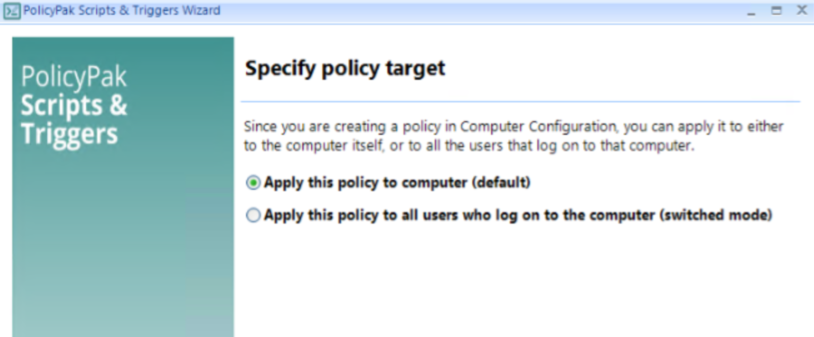 PolicyPak Scripts & Triggers Wizard
PolicyPak
Scripts &
Triggers
Specify policy target
Since you are creating a policy in Computer Configuration, you can apply it to either
to the computer itself, or to all the users that log on to that computer.
Apply this policy to computer (default)
Apply this policy to all users who log on to the computer (switched mode)